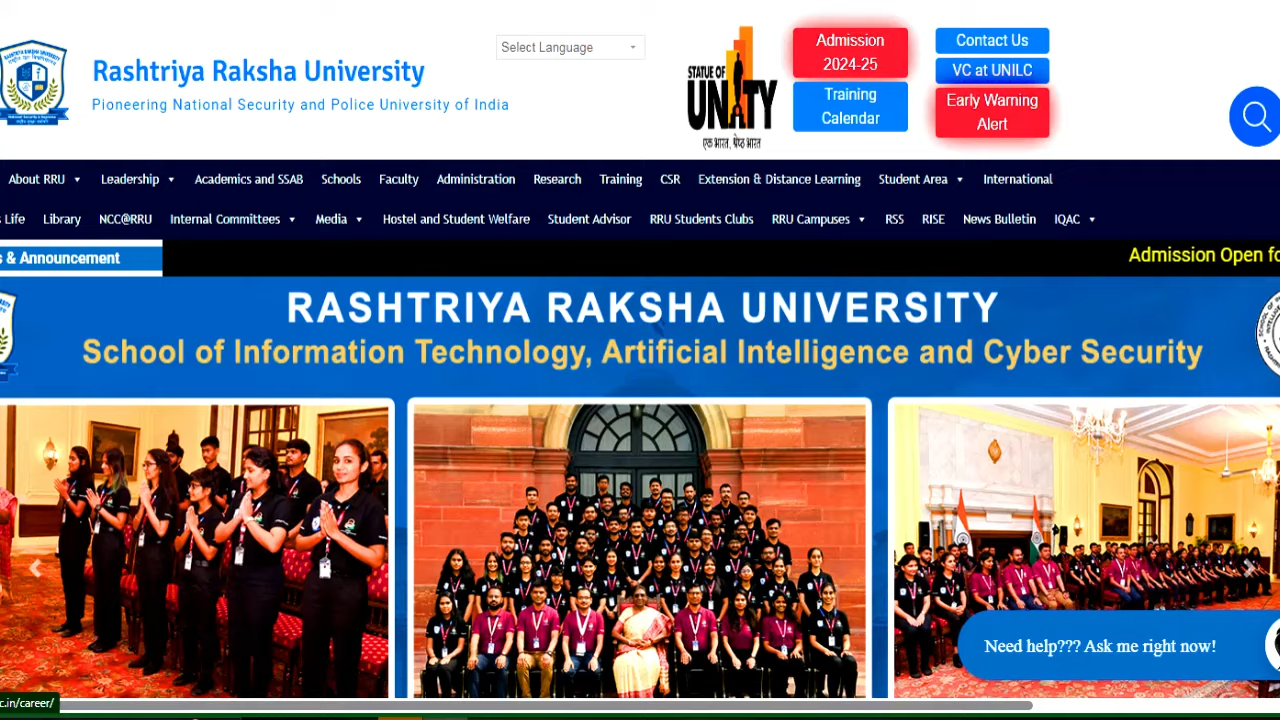 Rashtriya Raksha University
Pioneering National Security and Police University of India
Select Language
STATUE OF
UNITY
एक भारत, श्रेष्ठ भारत
Admission
2024-25
Training
Calendar
Contact Us
VC at UNILC
Early Warning
Alert
About RRU Leadership Academics and SSAB Schools Faculty Administration Research Training CSR Extension & Distance Learning Student Area International
Life Library NCC@RRU Internal Committees Media Hostel and Student Welfare Student Advisor RRU Students Clubs RRU Campuses RSS RISE News Bulletin IQAC
s & Announcement
Admission Open fo
RASHTRIYA RAKSHA UNIVERSITY
School of Information Technology, Artificial Intelligence and Cyber Security
Need help??? Ask me right now!
c.in/career/